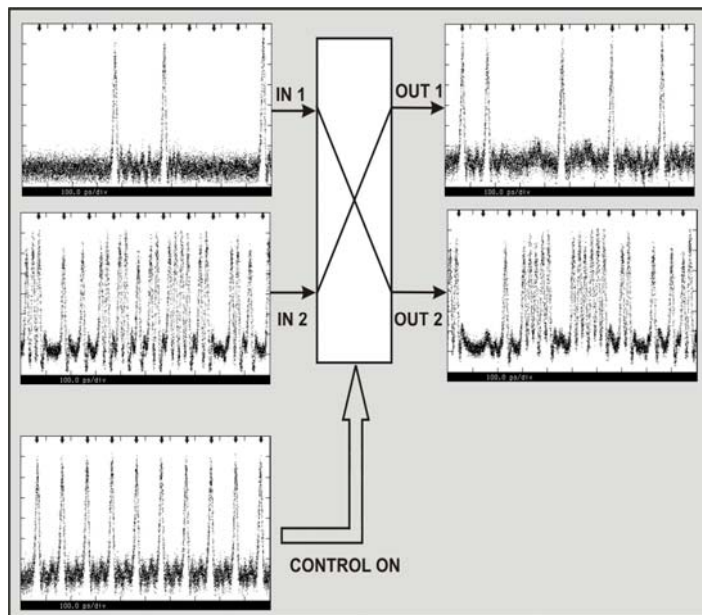 100.0 ps/div
IN 1
OUT 1
100.0 ps/div
100.0 ps/div
IN 2
OUT 2
100.0 ps/div
100.0 ps/div
CONTROL ON